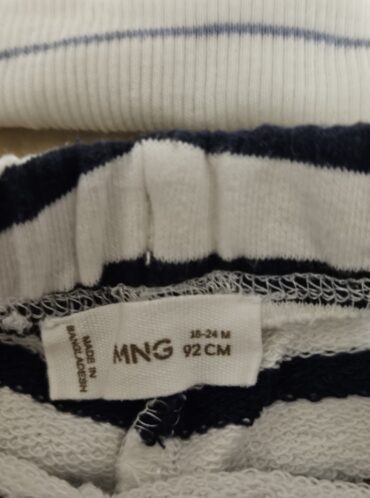 MADE IN
BANGLADESH
MNG
18-24 M
92 CM